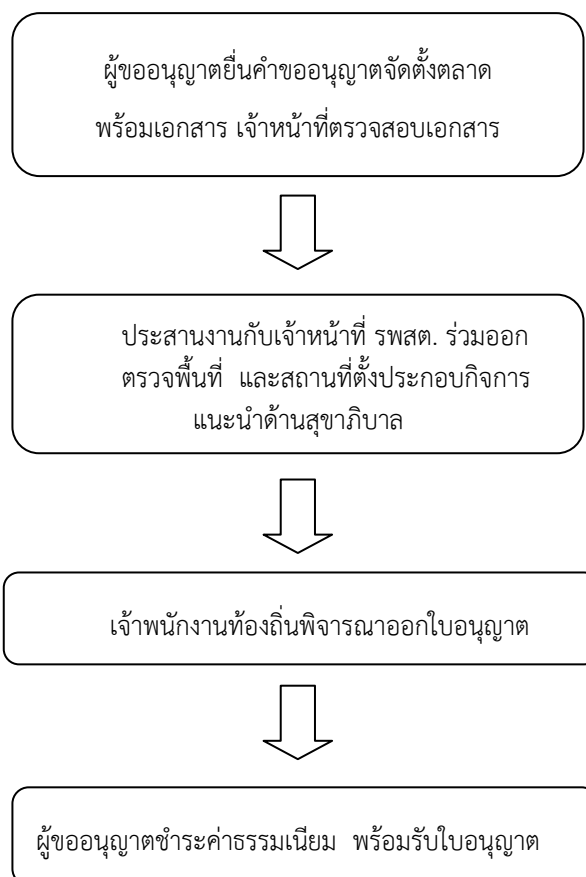 ผู้ขออนุญาตยื่นคำขออนุญาตจัดตั้งตลาด
พร้อมเอกสาร เจ้าหน้าที่ตรวจสอบเอกสาร
ประสานงานกับเจ้าหน้าที่ รพสต. ร่วมออก
ตรวจพื้นที่ และสถานที่ตั้งประกอบกิจการ
แนะนำด้านสุขาภิบาล
เจ้าพนักงานท้องถิ่นพิจารณาออกใบอนุญาต
ผู้ขออนุญาตชำระค่าธรรมเนียม พร้อมรับใบอนุญาต